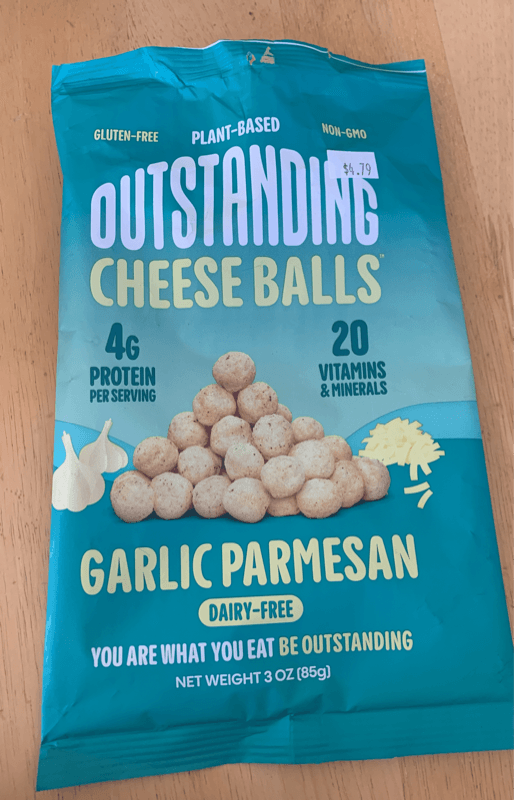 GLUTEN-FREE
PLANT-BASED
NON-GMO
$4.79
OUTSTANDING
CHEESE BALLS™
4G
PROTEIN
PER SERVING
20
VITAMINS
& MINERALS
GARLIC PARMESAN
DAIRY-FREE
YOU ARE WHAT YOU EAT BE OUTSTANDING
NET WEIGHT 3 OZ (85g)